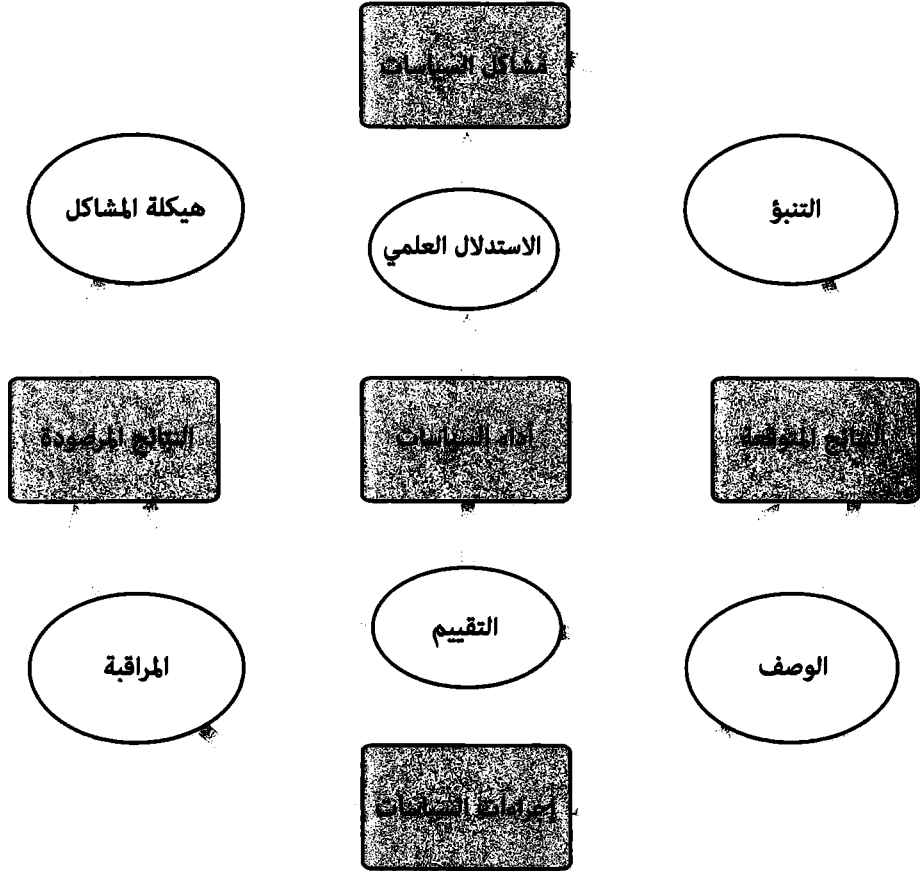 مشاكل السياسات
التنبؤ
الاستدلال العلمي
هيكلة المشاكل
النتائج المتوقعة
أداء السياسات
النتائج المرصودة
الوصف
التقييم
المراقبة
إجراءات السياسات